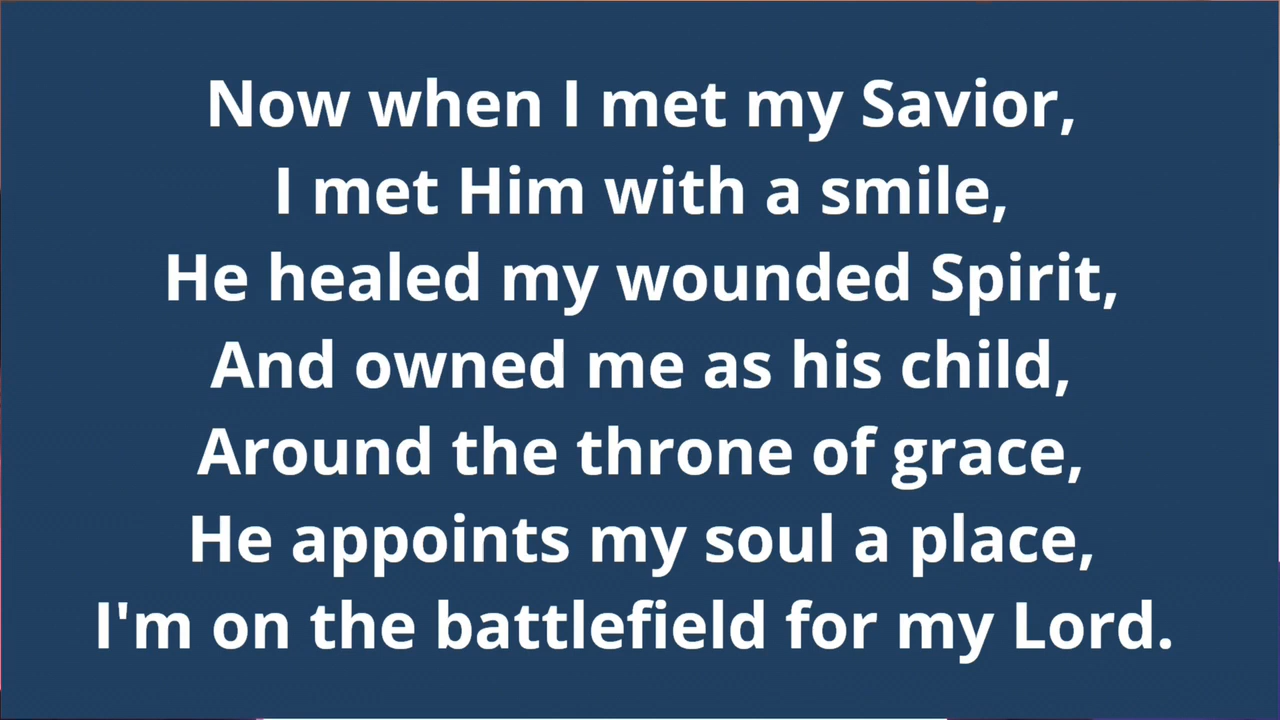 Now when I met my Savior,
I met Him with a smile,
He healed my wounded Spirit,
And owned me as his child,
Around the throne of grace,
He appoints my soul a place,
I'm on the battlefield for my Lord.